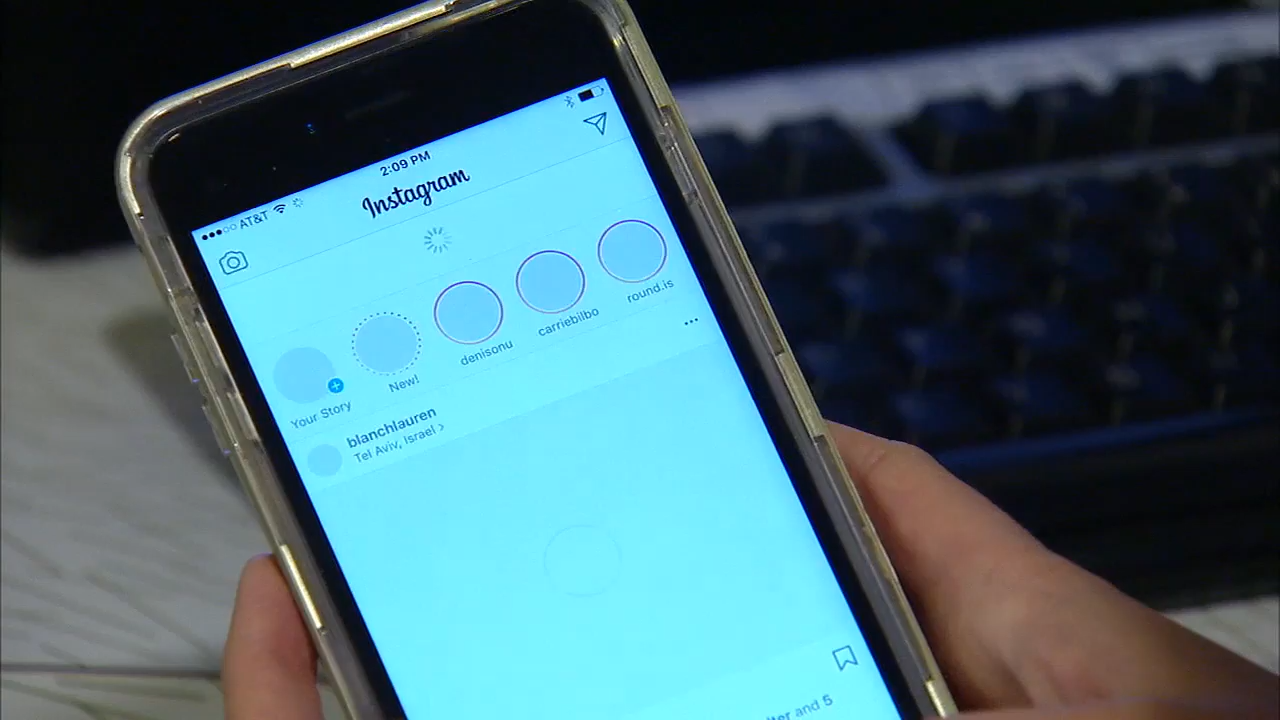 AT&T
2:09 PM
Instagram
Your Story
New!
denisonu
carriebilbo
round.is
blanchlauren
Tel Aviv, Israel ›
and 5